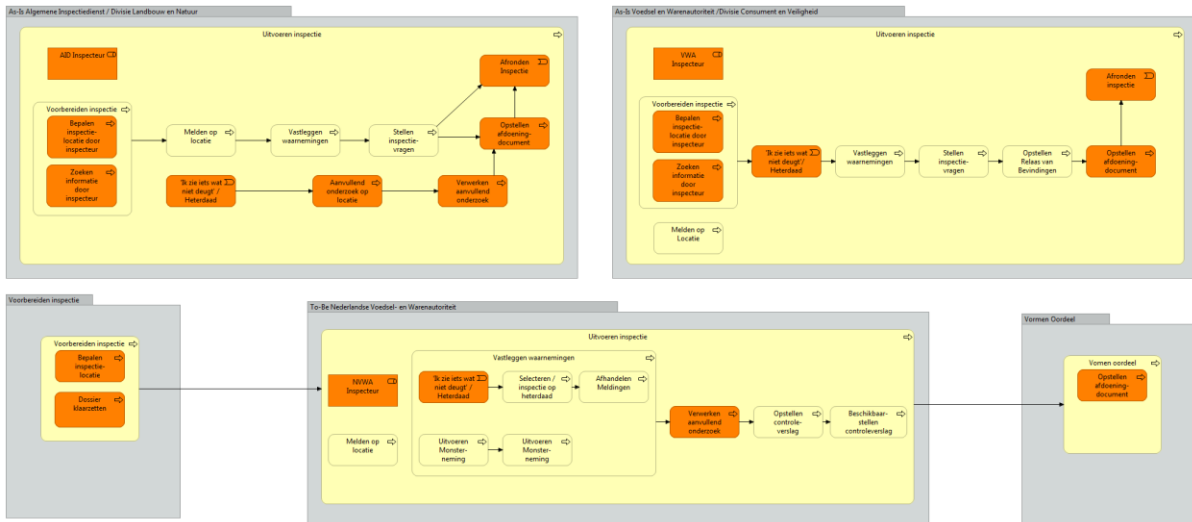 As-Is Algemene Inspectiedienst / Divisie Landbouw en Natuur
Uitvoeren inspectie
AID Inspecteur
Afronden
Inspectie
Voorbereiden inspectie
Bepalen
inspectie-
locatie door
inspecteur
Melden op
locatie
Vastleggen
waarnemingen
Stellen
inspectie-
vragen
Opstellen
afdoening-
document
Zoeken
informatie
door
inspecteur
'Ik zie iets wat
niet deugt' /
Heterdaad
Aanvullend
onderzoek op
locatie
Verwerken
aanvullend
onderzoek
As-Is Voedsel en Warenautoriteit /Divisie Consument en Veiligheid
Uitvoeren inspectie
VWA
Inspecteur
Afronden
inspectie
Voorbereiden inspectie
Bepalen
inspectie-
locatie door
inspecteur
Zoeken
informatie
door
inspecteur
'Ik zie iets wat
niet deugt'/
Heterdaad
Vastleggen
waarnemingen
Stellen
inspectie-
vragen
Opstellen
Relaas van
Bevindingen
Opstellen
afdoening-
document
Melden op
Locatie
Voorbereiden inspectie
Voorbereiden inspectie
Bepalen
inspectie-
locatie
Dossier
klaarzetten
To-Be Nederlandse Voedsel- en Warenautoriteit
Uitvoeren inspectie
Vastleggen waarnemingen
NVWA
Inspecteur
'Ik zie iets wat
niet deugt' /
Heterdaad
Selecteren /
inspectie op
heterdaad
Afhandelen
Meldingen
Melden op
locatie
Uitvoeren
Monster-
neming
Uitvoeren
Monster-
neming
Verwerken
aanvullend
onderzoek
Opstellen
controle-
verslag
Beschikbaar-
stellen
controleverslag
Vormen Oordeel
Vomen oordeel
Opstellen
afdoening-
document